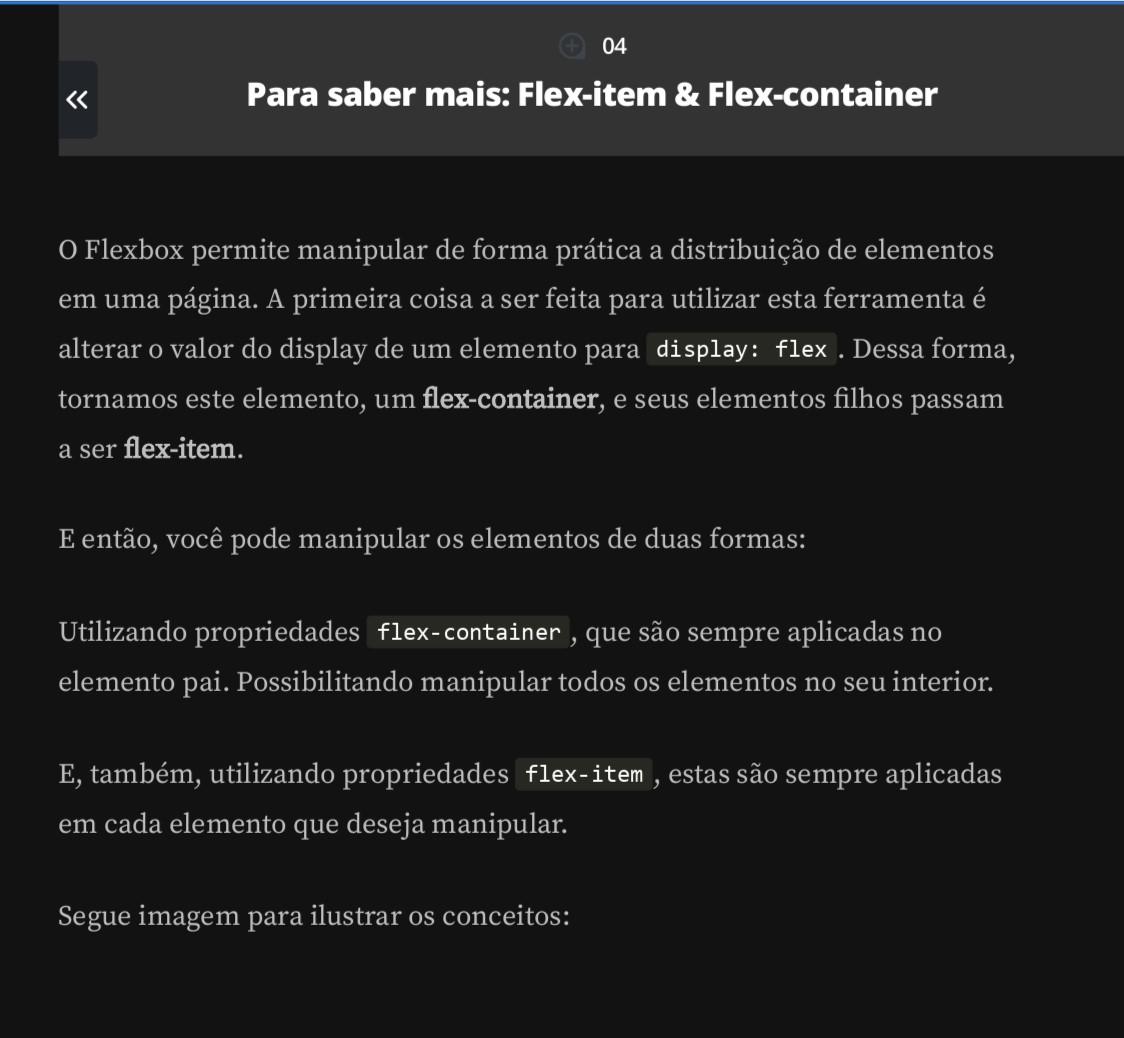 04
Para saber mais: Flex-item & Flex-container
O Flexbox permite manipular de forma prática a distribuição de elementos
em uma página. A primeira coisa a ser feita para utilizar esta ferramenta é
alterar o valor do display de um elemento para display: flex . Dessa forma,
tornamos este elemento, um flex-container, e seus elementos filhos passam
a ser flex-item.
E então, você pode manipular os elementos de duas formas:
Utilizando propriedades flex-container , que são sempre aplicadas no
elemento pai. Possibilitando manipular todos os elementos no seu interior.
E, também, utilizando propriedades flex-item , estas são sempre aplicadas
em cada elemento que deseja manipular.
Segue imagem para ilustrar os conceitos: